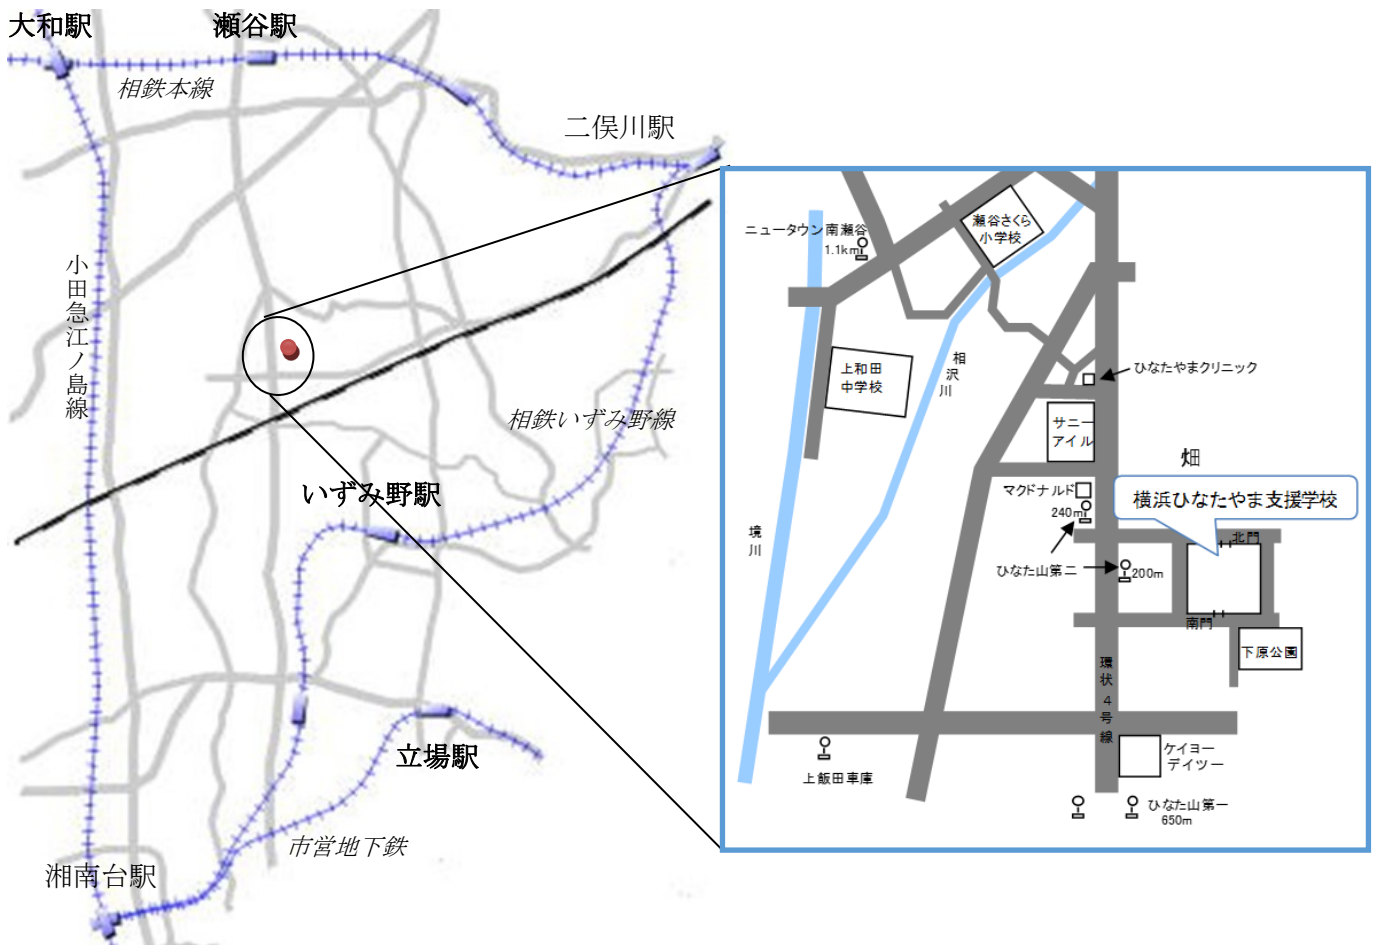 大和駅
瀬谷駅
相鉄本線
二俣川駅
小田急江ノ島線
相鉄いずみ野線
いずみ野駅
立場駅
市営地下鉄
湘南台駅
ニュータウン南瀬谷
1.1km
瀬谷さくら
小学校
上和田
中学校
相沢川
ひなたやまクリニック
サニー
アイル
畑
マクドナルド
240m
横浜ひなたやま支援学校
北門
境川
ひなた山第二
200m
南門
下原公園
環状4号線
ケイヨー
デイツー
上飯田車庫
ひなた山第一
650m